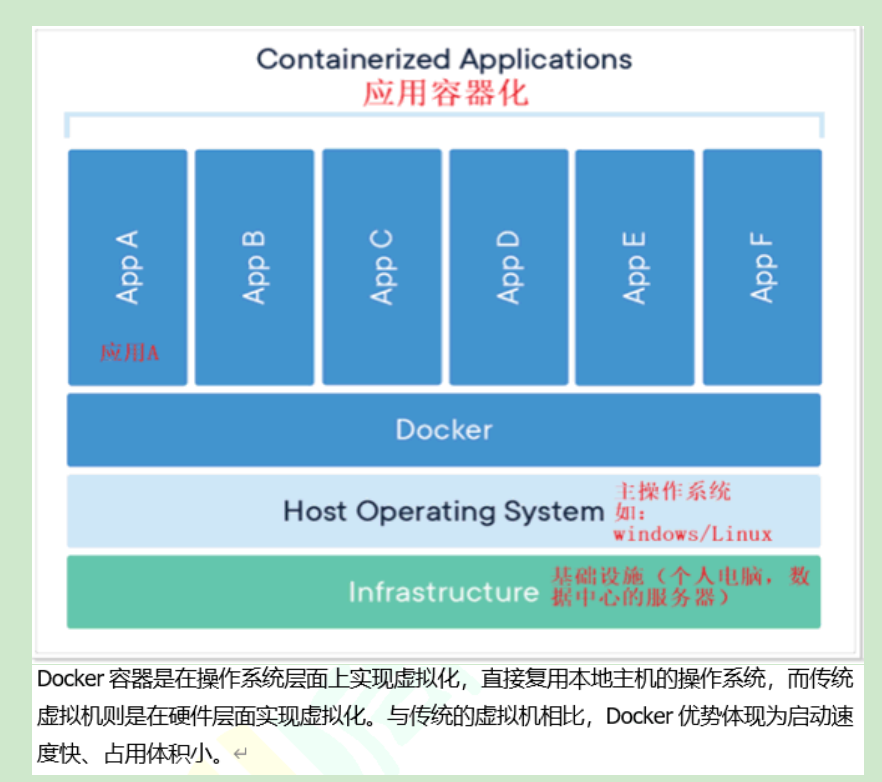 Containerized Applications
应用容器化
App A
App B
App C
App D
App E
App F
应用A
Docker
Host Operating System
主操作系统
如:
windows/Linux
Infrastructure
基础设施（个人电脑，数
据中心的服务器）
Docker 容器是在操作系统层面上实现虚拟化，直接复用本地主机的操作系统，而传统
虚拟机则是在硬件层面实现虚拟化。与传统的虚拟机相比，Docker 优势体现为启动速
度快、占用体积小。↵